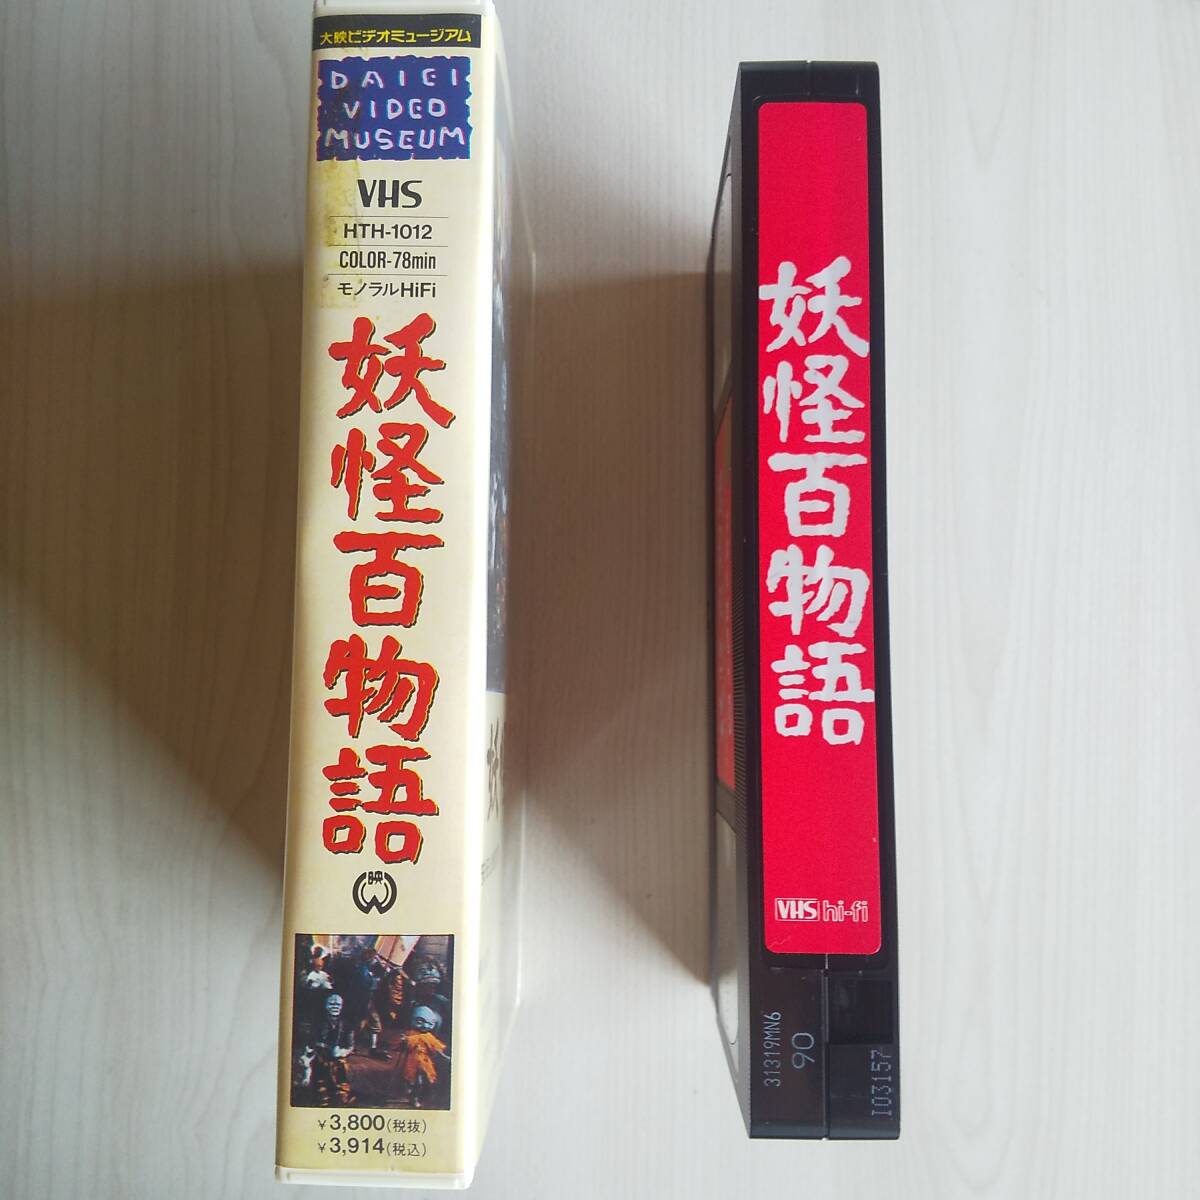 大映ビデオミュージアム
DAIEI
VIDEO
MUSEUM
VHS
HTH-1012
COLOR-78min
モノラルHiFi
妖怪百物語
映
¥3,800(税抜)
¥3,914(税込)
妖
妖怪百物語
VHS hi-fi
31319MN6
90
I03157